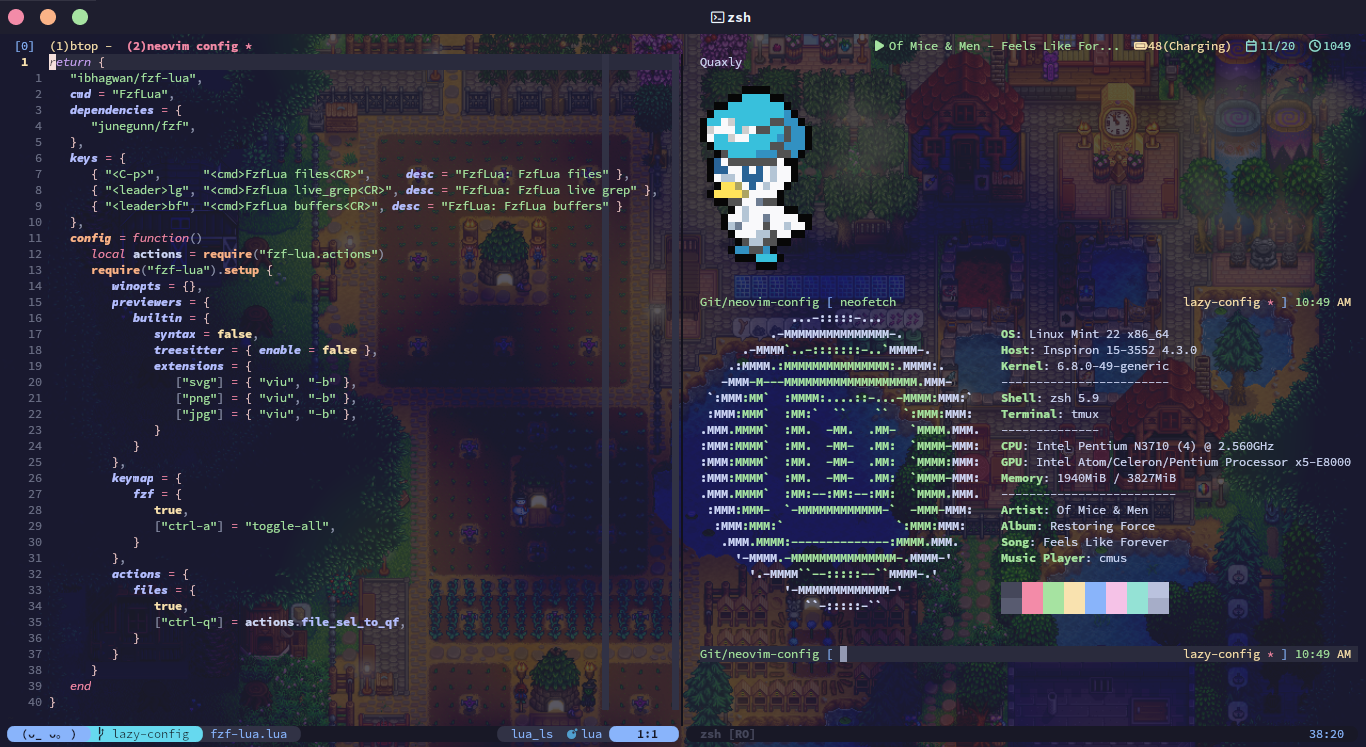 zsh
[0] (1)btop - (2)neovim config *
Of Mice & Men - Feels Like For... 48(Charging) 11/20 1049
1 return {
1 "ibhagwan/fzf-lua",
2 cmd = "FzfLua",
3 dependencies = {
4 "junegunn/fzf",
5 },
6 keys = {
7 { "<C-p>", "<cmd>FzfLua files<CR>", desc = "FzfLua: FzfLua files" },
8 { "<leader>lg", "<cmd>FzfLua live_grep<CR>", desc = "FzfLua: FzfLua live grep" },
9 { "<leader>bf", "<cmd>FzfLua buffers<CR>", desc = "FzfLua: FzfLua buffers" }
10 },
11 config = function()
12 local actions = require("fzf-lua.actions")
13 require("fzf-lua").setup {
14 winopts = {},
15 previewers = {
16 builtin = {
17 syntax = false,
18 treesitter = { enable = false },
19 extensions = {
20 ["svg"] = { "viu", "-b" },
21 ["png"] = { "viu", "-b" },
22 ["jpg"] = { "viu", "-b" },
23 }
24 }
25 },
26 keymap = {
27 fzf = {
28 true,
29 ["ctrl-a"] = "toggle-all",
30 }
31 },
32 actions = {
33 files = {
34 true,
35 ["ctrl-q"] = actions.file_sel_to_qf,
36 }
37 }
38 }
39 end
40 }
(ᴗ_ ᴗ。) lazy-config fzf-lua.lua lua_ls lua 1:1
Quaxly
Git/neovim-config [ neofetch lazy-config * ] 10:49 AM
OS: Linux Mint 22 x86_64
Host: Inspiron 15-3552 4.3.0
Kernel: 6.8.0-49-generic
------------------------
Shell: zsh 5.9
Terminal: tmux
--------------
CPU: Intel Pentium N3710 (4) @ 2.560GHz
GPU: Intel Atom/Celeron/Pentium Processor x5-E8000
Memory: 1940MiB / 3827MiB
-------------------------
Artist: Of Mice & Men
Album: Restoring Force
Song: Feels Like Forever
Music Player: cmus
Git/neovim-config [ lazy-config * ] 10:49 AM
zsh [RO] 38:20